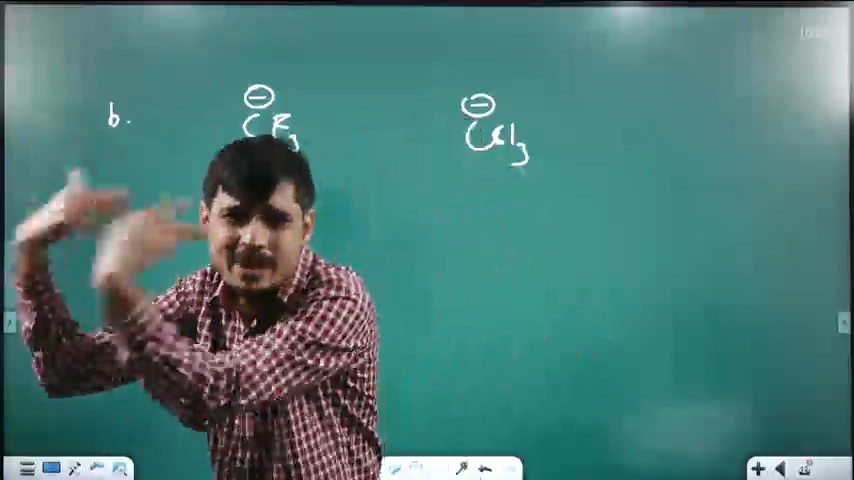 b. ⊖ ⊖
CF₃ CCl₃